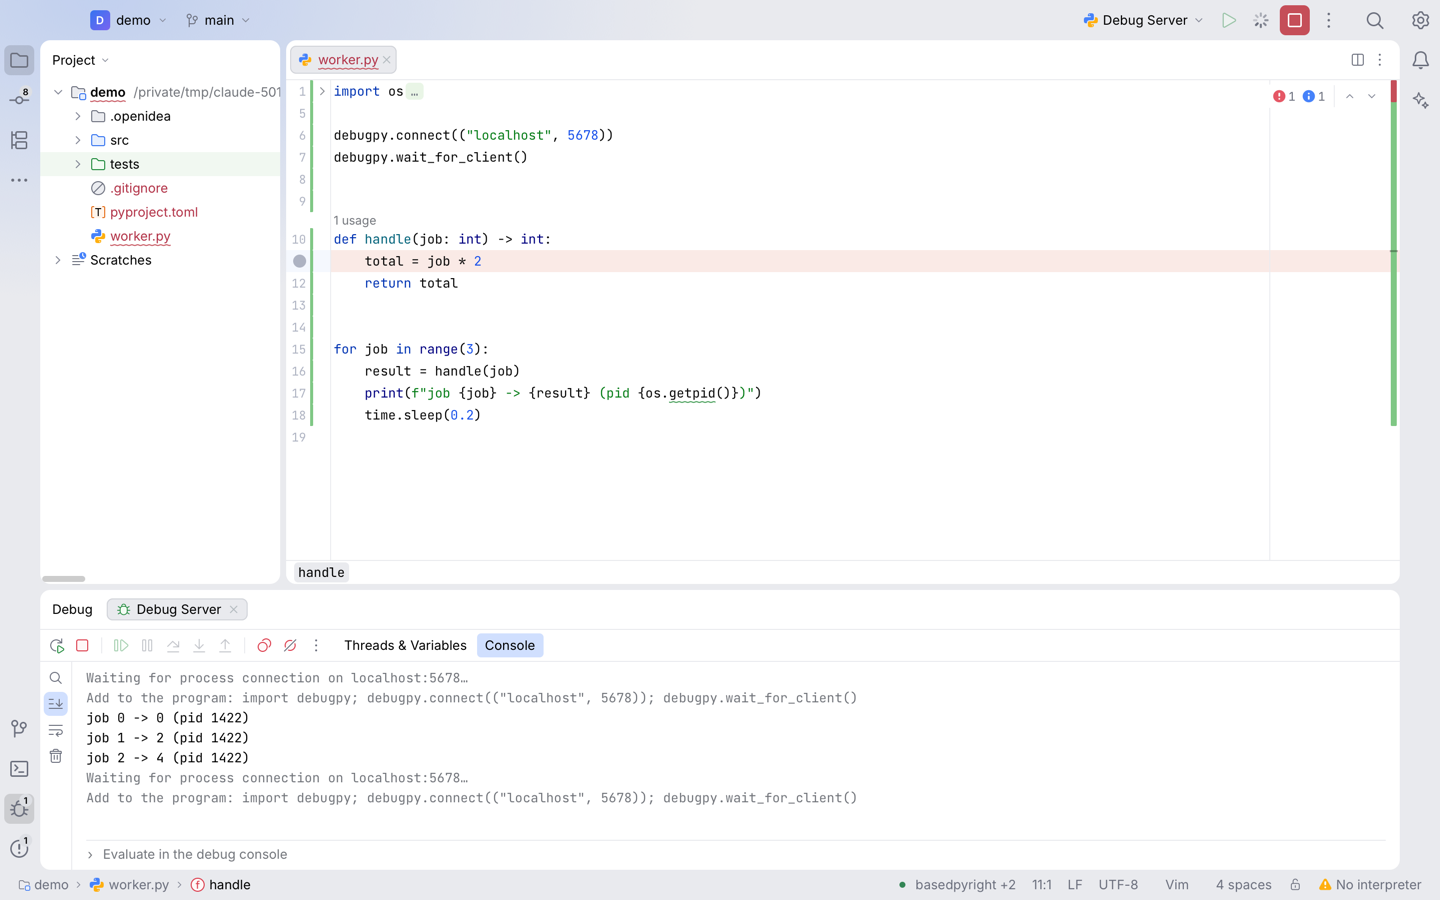 D demo main Debug Server
Project
worker.py
demo /private/tmp/claude-501
.openidea
src
tests
.gitignore
[T] pyproject.toml
worker.py
Scratches
8
1 import os ...
1 1
5
6 debugpy.connect(("localhost", 5678))
7 debugpy.wait_for_client()
8
9
1 usage
10 def handle(job: int) -> int:
total = job * 2
12 return total
13
14
15 for job in range(3):
16 result = handle(job)
17 print(f"job {job} -> {result} (pid {os.getpid()})")
18 time.sleep(0.2)
19
handle
Debug Debug Server
Threads & Variables Console
Waiting for process connection on localhost:5678…
Add to the program: import debugpy; debugpy.connect(("localhost", 5678)); debugpy.wait_for_client()
job 0 -> 0 (pid 1422)
job 1 -> 2 (pid 1422)
job 2 -> 4 (pid 1422)
Waiting for process connection on localhost:5678…
Add to the program: import debugpy; debugpy.connect(("localhost", 5678)); debugpy.wait_for_client()
1
1
Evaluate in the debug console
demo › worker.py › f handle basedpyright +2 11:1 LF UTF-8 Vim 4 spaces No interpreter